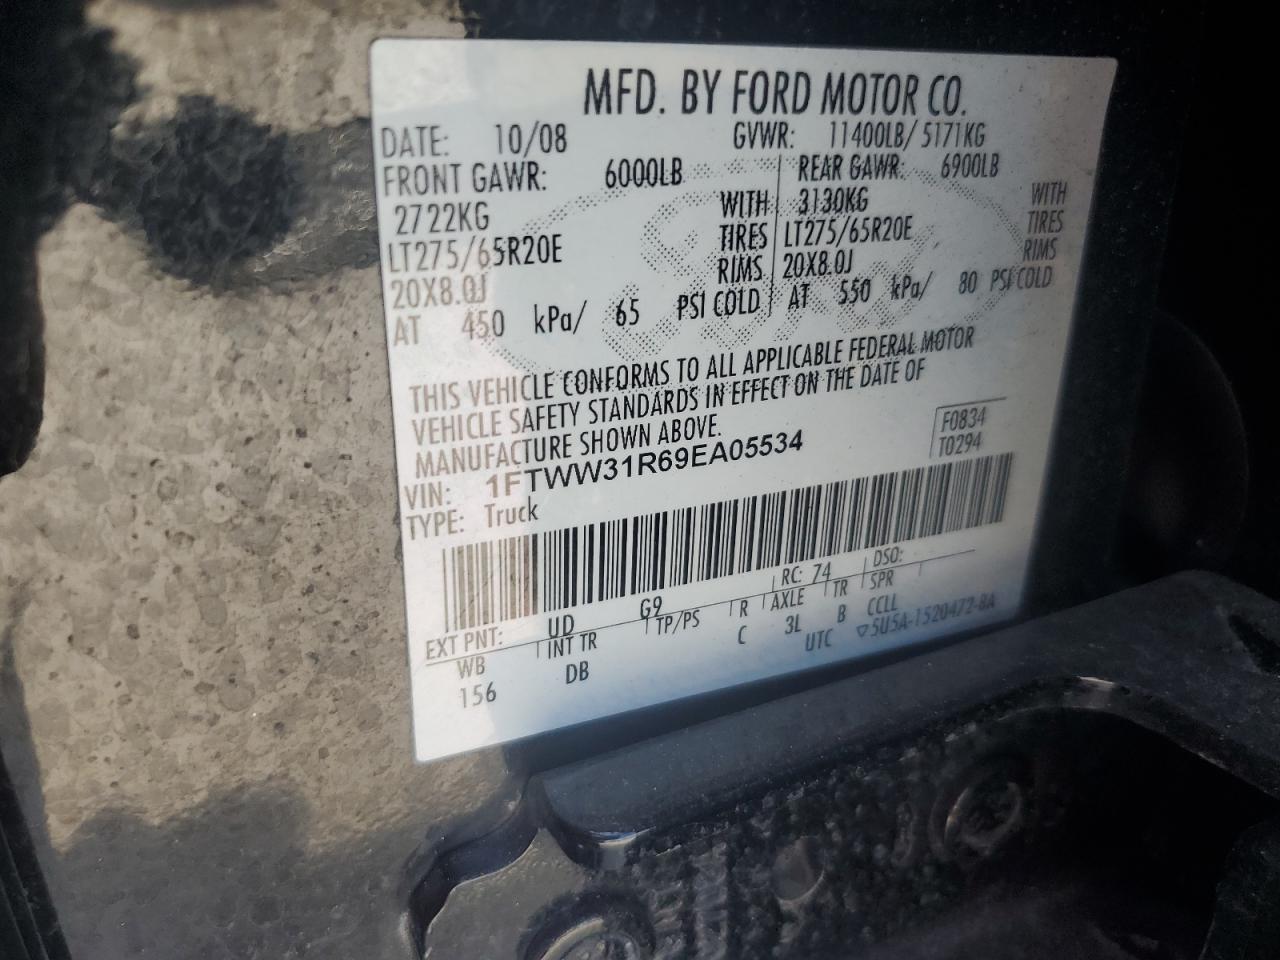 MFD. BY FORD MOTOR CO.
DATE: 10/08 GVWR: 11400LB/ 5171KG
FRONT GAWR: 6000LB REAR GAWR: 6900LB
2722KG WITH 3130KG WITH
LT275/65R20E TIRES LT275/65R20E TIRES
20X8.0J RIMS 20X8.0J RIMS
AT 450 kPa/ 65 PSI COLD AT 550 kPa/ 80 PSI COLD
THIS VEHICLE CONFORMS TO ALL APPLICABLE FEDERAL MOTOR
VEHICLE SAFETY STANDARDS IN EFFECT ON THE DATE OF
MANUFACTURE SHOWN ABOVE.
F0834
T0294
VIN: 1FTWW31R69EA05534
TYPE: Truck
EXT PNT: UD G9 RC: 74 DSO:
WB INT TR TP/PS R AXLE TR SPR
156 DB C 3L B CCLL
UTC ▽5U5A-1520472-BA